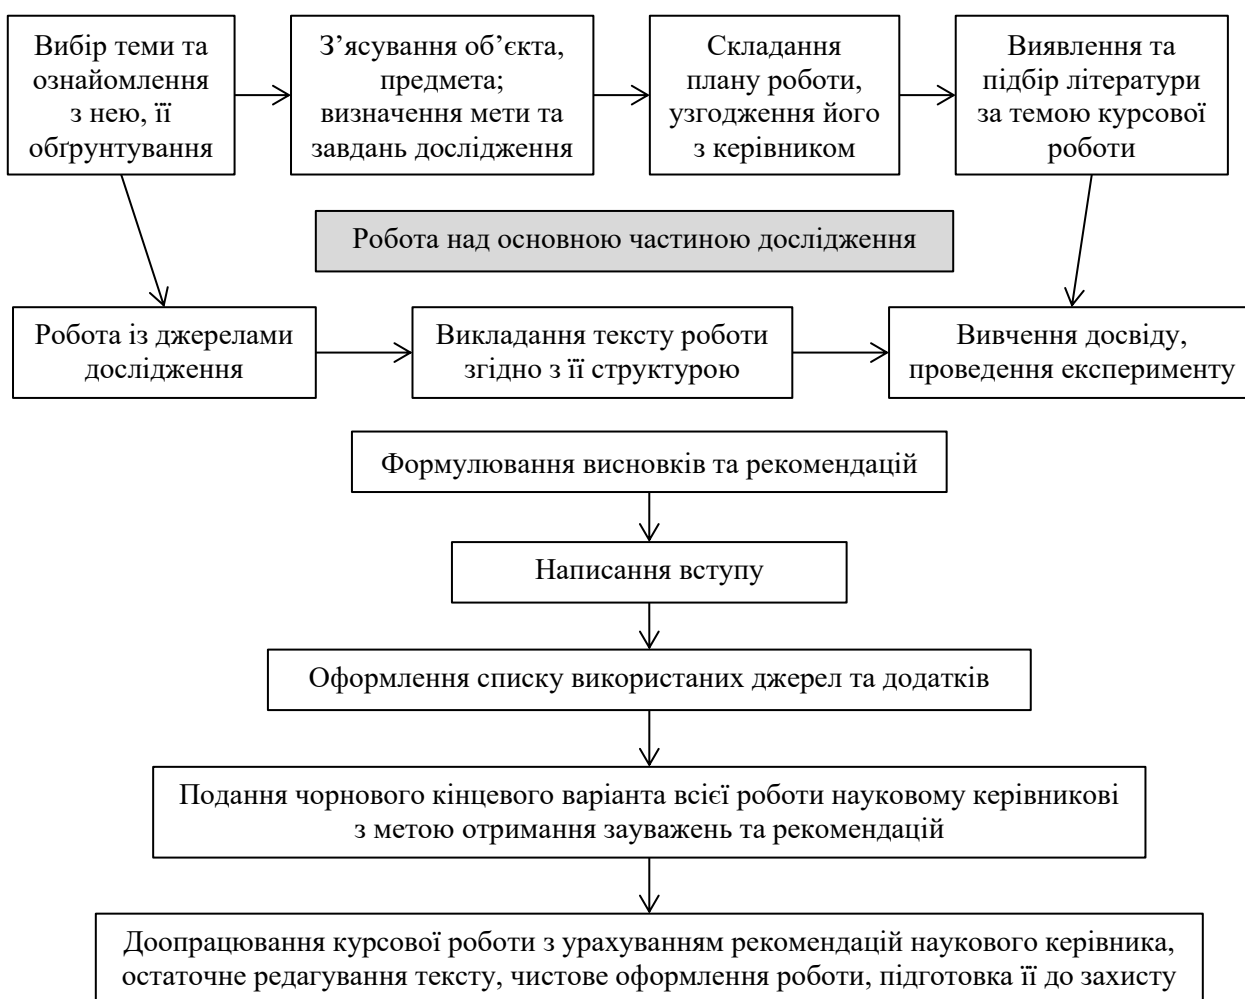 Вибір теми та
ознайомлення
з нею, її
обґрунтування
З’ясування об’єкта,
предмета;
визначення мети та
завдань дослідження
Складання
плану роботи,
узгодження його
з керівником
Виявлення та
підбір літератури
за темою курсової
роботи
Робота над основною частиною дослідження
Робота із джерелами
дослідження
Викладання тексту роботи
згідно з її структурою
Вивчення досвіду,
проведення експерименту
Формулювання висновків та рекомендацій
Написання вступу
Оформлення списку використаних джерел та додатків
Подання чорнового кінцевого варіанта всієї роботи науковому керівникові
з метою отримання зауважень та рекомендацій
Доопрацювання курсової роботи з урахуванням рекомендацій наукового керівника,
остаточне редагування тексту, чистове оформлення роботи, підготовка її до захисту